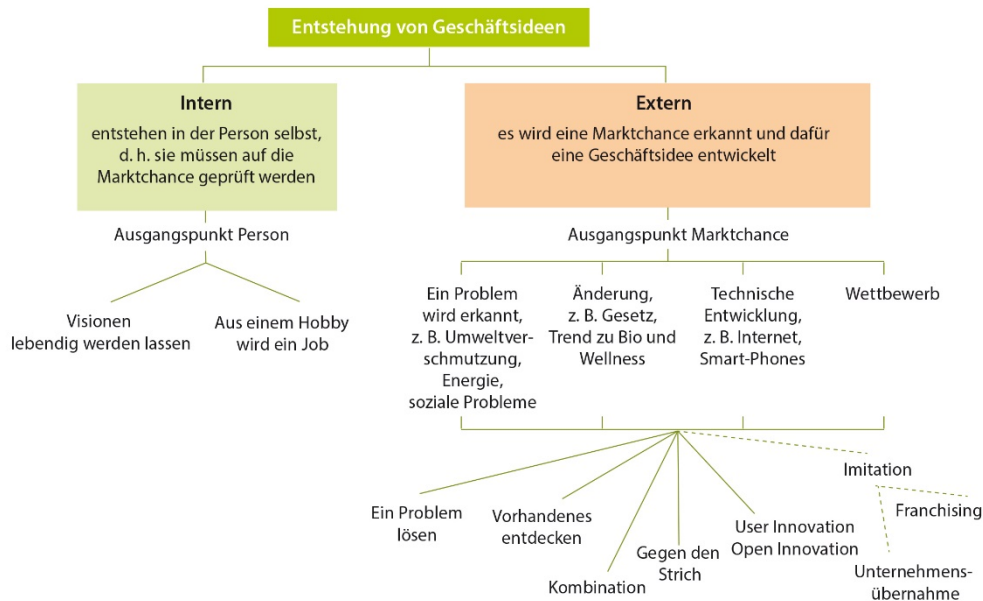 Entstehung von Geschäftsideen
Intern
entstehen in der Person selbst,
d. h. sie müssen auf die
Marktchance geprüft werden
Extern
es wird eine Marktchance erkannt und dafür
eine Geschäftsidee entwickelt
Ausgangspunkt Person
Visionen
lebendig werden lassen
Aus einem Hobby
wird ein Job
Ausgangspunkt Marktchance
Ein Problem
wird erkannt,
z. B. Umweltver-
schmutzung,
Energie,
soziale Probleme
Änderung,
z. B. Gesetz,
Trend zu Bio und
Wellness
Technische
Entwicklung,
z. B. Internet,
Smart-Phones
Wettbewerb
Ein Problem
lösen
Vorhandenes
entdecken
Kombination
Gegen den
Strich
User Innovation
Open Innovation
Imitation
Franchising
Unternehmens-
übernahme